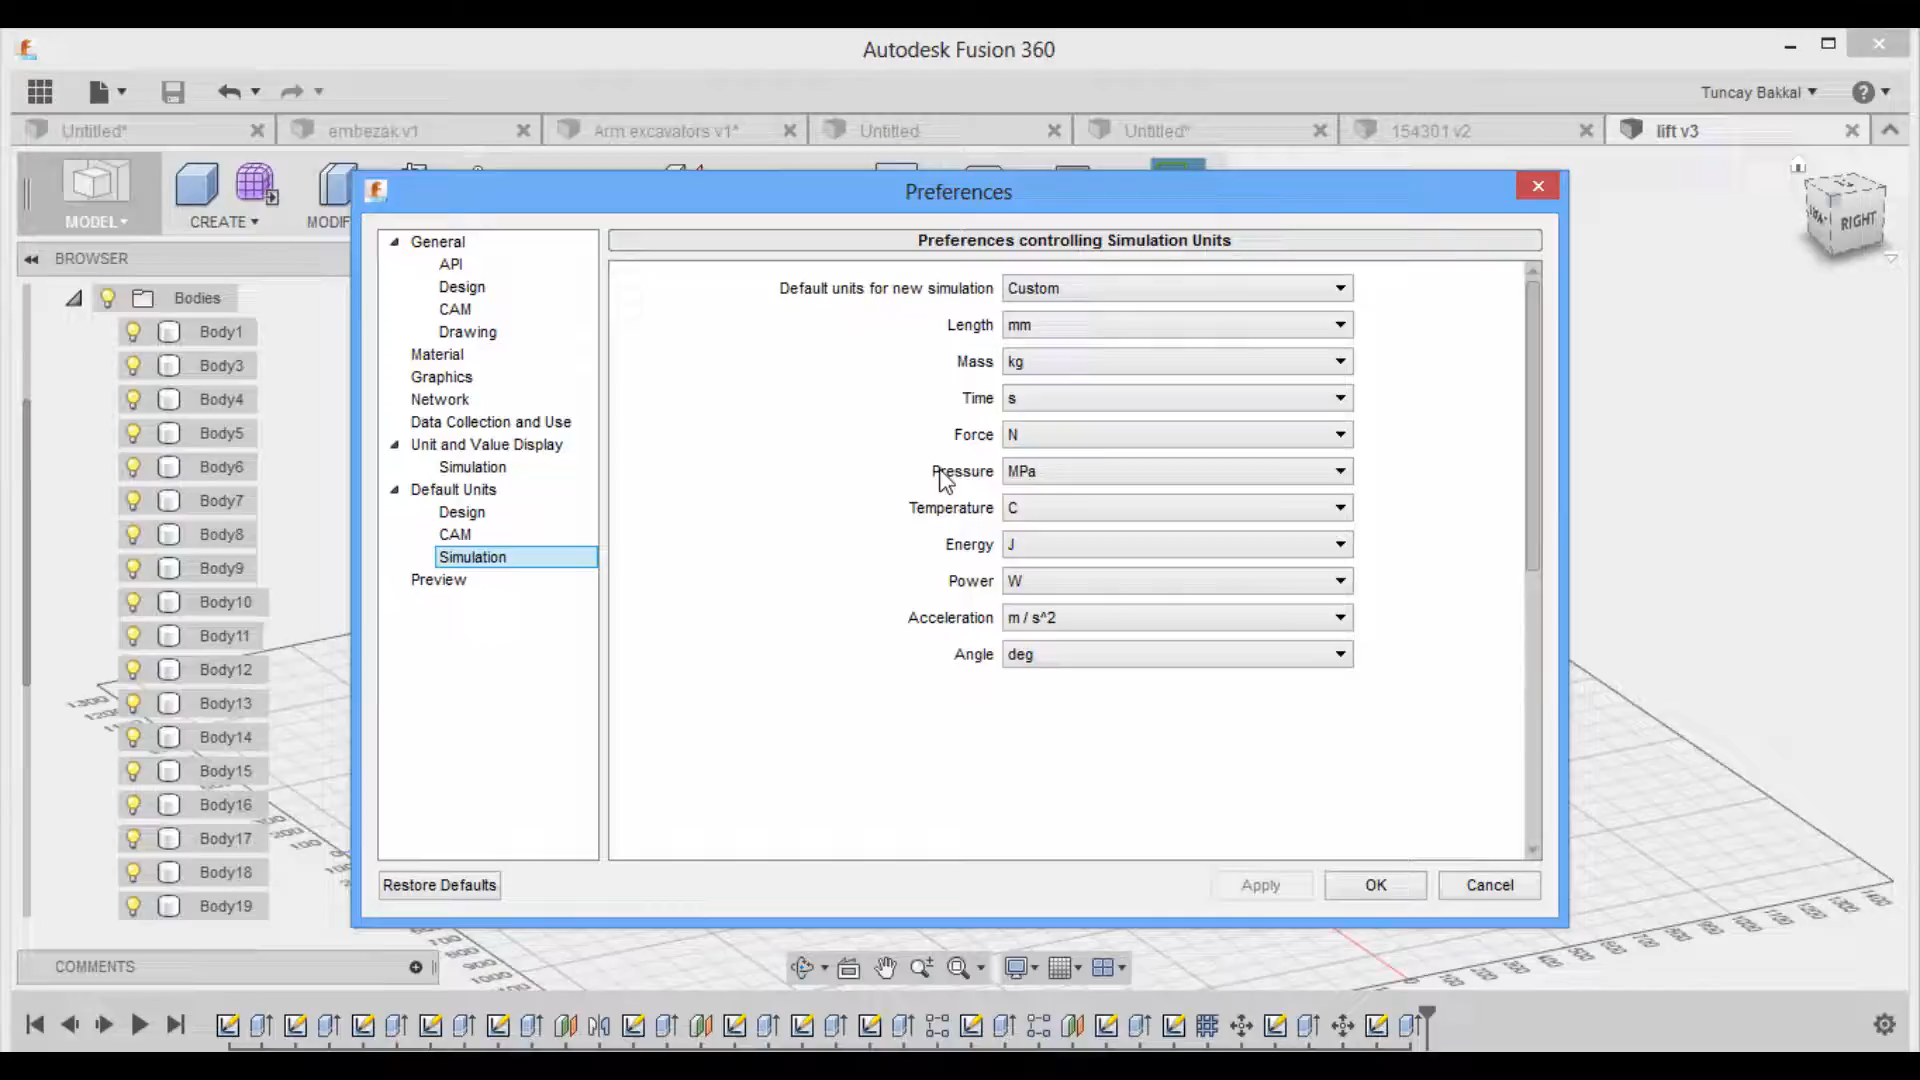 Autodesk Fusion 360
Tuncay Bakkal
Untitled*
embezak v1
Arm excavators v1*
Untitled
Untitled*
154301 v2
lift v3
MODEL
CREATE
MODIF
RIGHT
BROWSER
Bodies
Body1
Body3
Body4
Body5
Body6
Body7
Body8
Body9
Body10
Body11
Body12
Body13
Body14
Body15
Body16
Body17
Body18
Body19
Preferences
General
API
Design
CAM
Drawing
Material
Graphics
Network
Data Collection and Use
Unit and Value Display
Simulation
Default Units
Design
CAM
Simulation
Preview
Preferences controlling Simulation Units
Default units for new simulation Custom
Length mm
Mass kg
Time s
Force N
Pressure MPa
Temperature C
Energy J
Power W
Acceleration m / s^2
Angle deg
Restore Defaults
Apply
OK
Cancel
COMMENTS